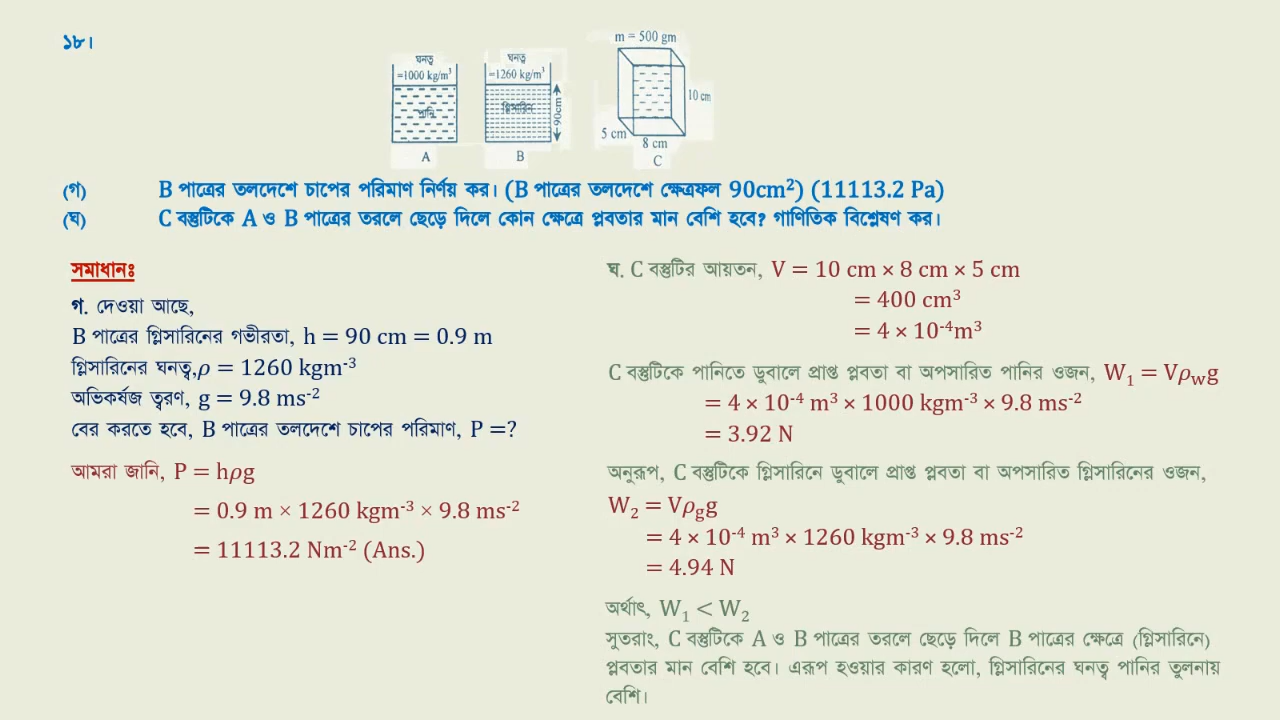 ১৮।
m = 500 gm
ঘনত্ব
=1000 kg/m³
পানি
A
ঘনত্ব
=1260 kg/m³
গ্লিসারিন
90cm
B
10 cm
5 cm
8 cm
C
(গ) B পাত্রের তলদেশে চাপের পরিমাণ নির্ণয় কর। (B পাত্রের তলদেশে ক্ষেত্রফল 90cm²) (11113.2 Pa)
(ঘ) C বস্তুটিকে A ও B পাত্রের তরলে ছেড়ে দিলে কোন ক্ষেত্রে প্লবতার মান বেশি হবে? গাণিতিক বিশ্লেষণ কর।
সমাধানঃ
গ. দেওয়া আছে,
B পাত্রের গ্লিসারিনের গভীরতা, h = 90 cm = 0.9 m
গ্লিসারিনের ঘনত্ব,ρ = 1260 kgm⁻³
অভিকর্ষজ ত্বরণ, g = 9.8 ms⁻²
বের করতে হবে, B পাত্রের তলদেশে চাপের পরিমাণ, P =?
আমরা জানি, P = hρg
= 0.9 m × 1260 kgm⁻³ × 9.8 ms⁻²
= 11113.2 Nm⁻² (Ans.)
ঘ. C বস্তুটির আয়তন, V = 10 cm × 8 cm × 5 cm
= 400 cm³
= 4 × 10⁻⁴m³
C বস্তুটিকে পানিতে ডুবালে প্রাপ্ত প্লবতা বা অপসারিত পানির ওজন, W₁ = Vρwg
= 4 × 10⁻⁴ m³ × 1000 kgm⁻³ × 9.8 ms⁻²
= 3.92 N
অনুরূপ, C বস্তুটিকে গ্লিসারিনে ডুবালে প্রাপ্ত প্লবতা বা অপসারিত গ্লিসারিনের ওজন,
W₂ = Vρgg
= 4 × 10⁻⁴ m³ × 1260 kgm⁻³ × 9.8 ms⁻²
= 4.94 N
অর্থাৎ, W₁ < W₂
সুতরাং, C বস্তুটিকে A ও B পাত্রের তরলে ছেড়ে দিলে B পাত্রের ক্ষেত্রে (গ্লিসারিনে)
প্লবতার মান বেশি হবে। এরূপ হওয়ার কারণ হলো, গ্লিসারিনের ঘনত্ব পানির তুলনায়
বেশি।